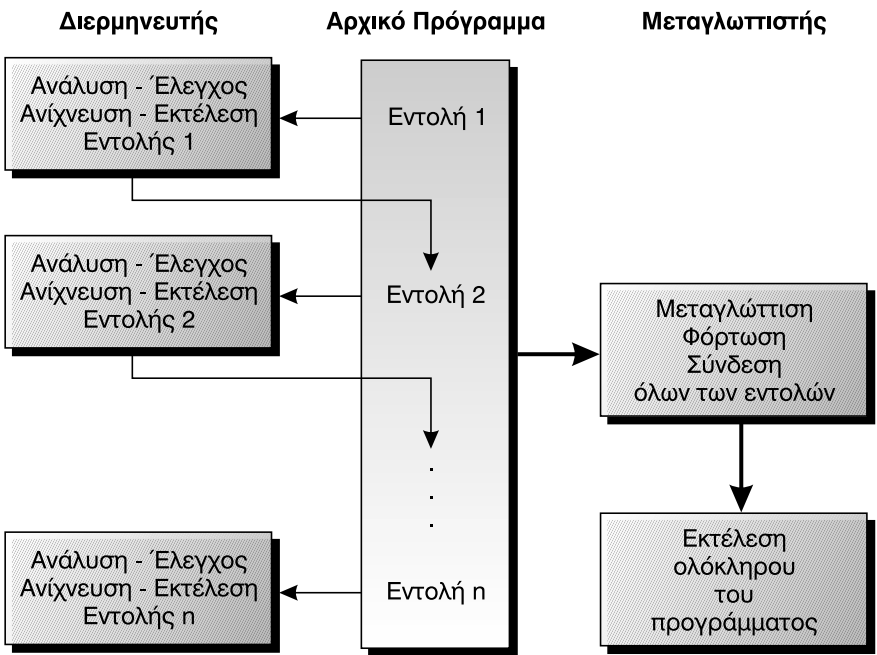 Διερμηνευτής
Αρχικό Πρόγραμμα
Μεταγλωττιστής
Ανάλυση - Έλεγχος
Ανίχνευση - Εκτέλεση
Εντολής 1
Εντολή 1
Ανάλυση - Έλεγχος
Ανίχνευση - Εκτέλεση
Εντολής 2
Εντολή 2
Μεταγλώττιση
Φόρτωση
Σύνδεση
όλων των εντολών
.
.
.
Ανάλυση - Έλεγχος
Ανίχνευση - Εκτέλεση
Εντολής n
Εντολή n
Εκτέλεση
ολόκληρου
του
προγράμματος